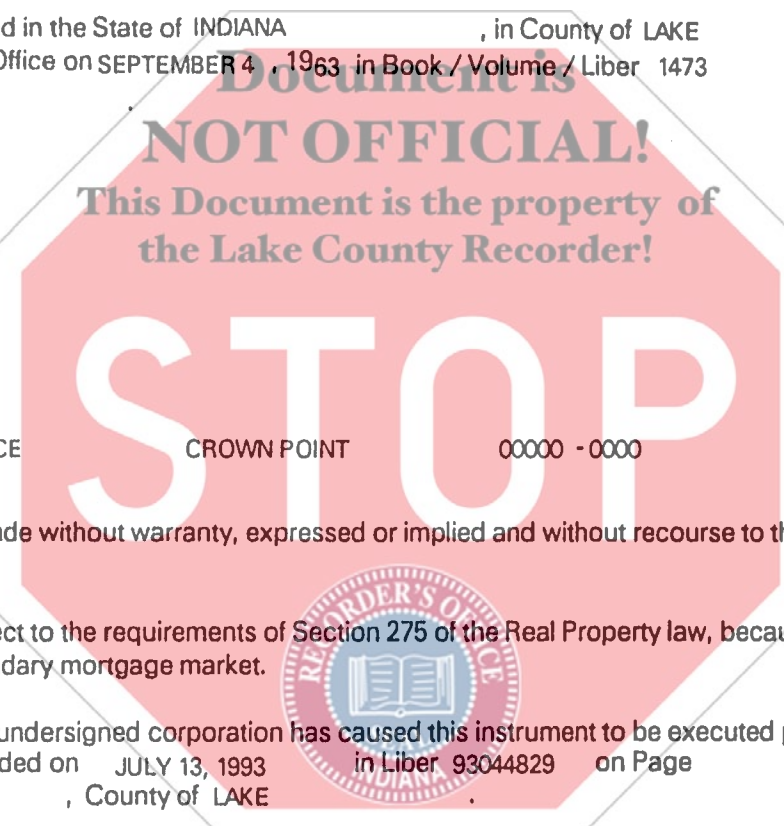 d in the State of INDIANA , in County of LAKE
Office on SEPTEMBER 4 , 1963 in Book / Volume / Liber 1473
.
Document is
NOT OFFICIAL!
This Document is the property of
the Lake County Recorder!
STOP
CE CROWN POINT 00000 - 0000
de without warranty, expressed or implied and without recourse to th
ect to the requirements of Section 275 of the Real Property law, becau
dary mortgage market.
undersigned corporation has caused this instrument to be executed p
ded on JULY 13, 1993 in Liber 93044829 on Page
, County of LAKE .
RECORDER'S OFFICE
INDIANA